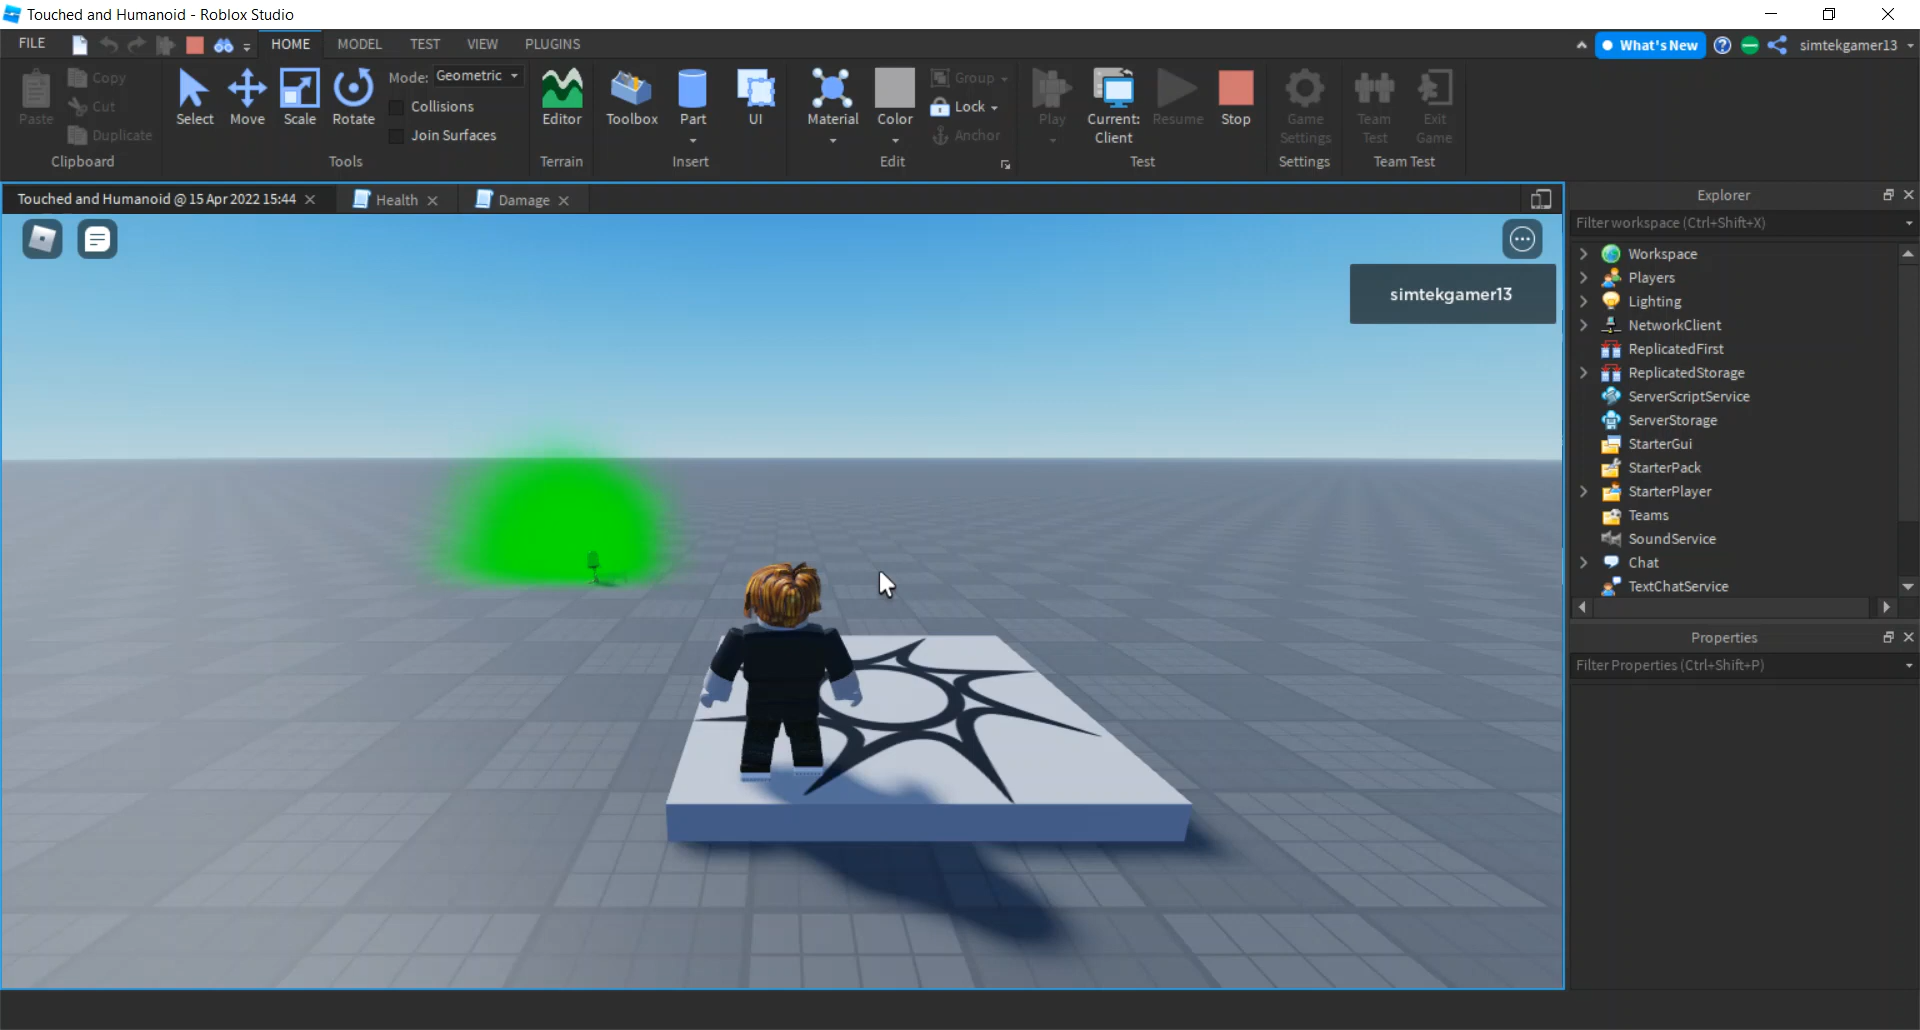 Touched and Humanoid - Roblox Studio
FILE HOME MODEL TEST VIEW PLUGINS What's New simtekgamer13
Paste
Copy
Cut
Duplicate
Clipboard
Select Move Scale Rotate
Mode: Geometric
Collisions
Join Surfaces
Tools
Editor
Terrain
Toolbox Part UI
Insert
Material Color
Group
Lock
Anchor
Edit
Play
Current:
Client
Resume Stop
Test
Game
Settings
Settings
Team
Test
Exit
Game
Team Test
Touched and Humanoid @ 15 Apr 2022 15:44 Health Damage
simtekgamer13
Explorer
Filter workspace (Ctrl+Shift+X)
Workspace
Players
Lighting
NetworkClient
ReplicatedFirst
ReplicatedStorage
ServerScriptService
ServerStorage
StarterGui
StarterPack
StarterPlayer
Teams
SoundService
Chat
TextChatService
Properties
Filter Properties (Ctrl+Shift+P)